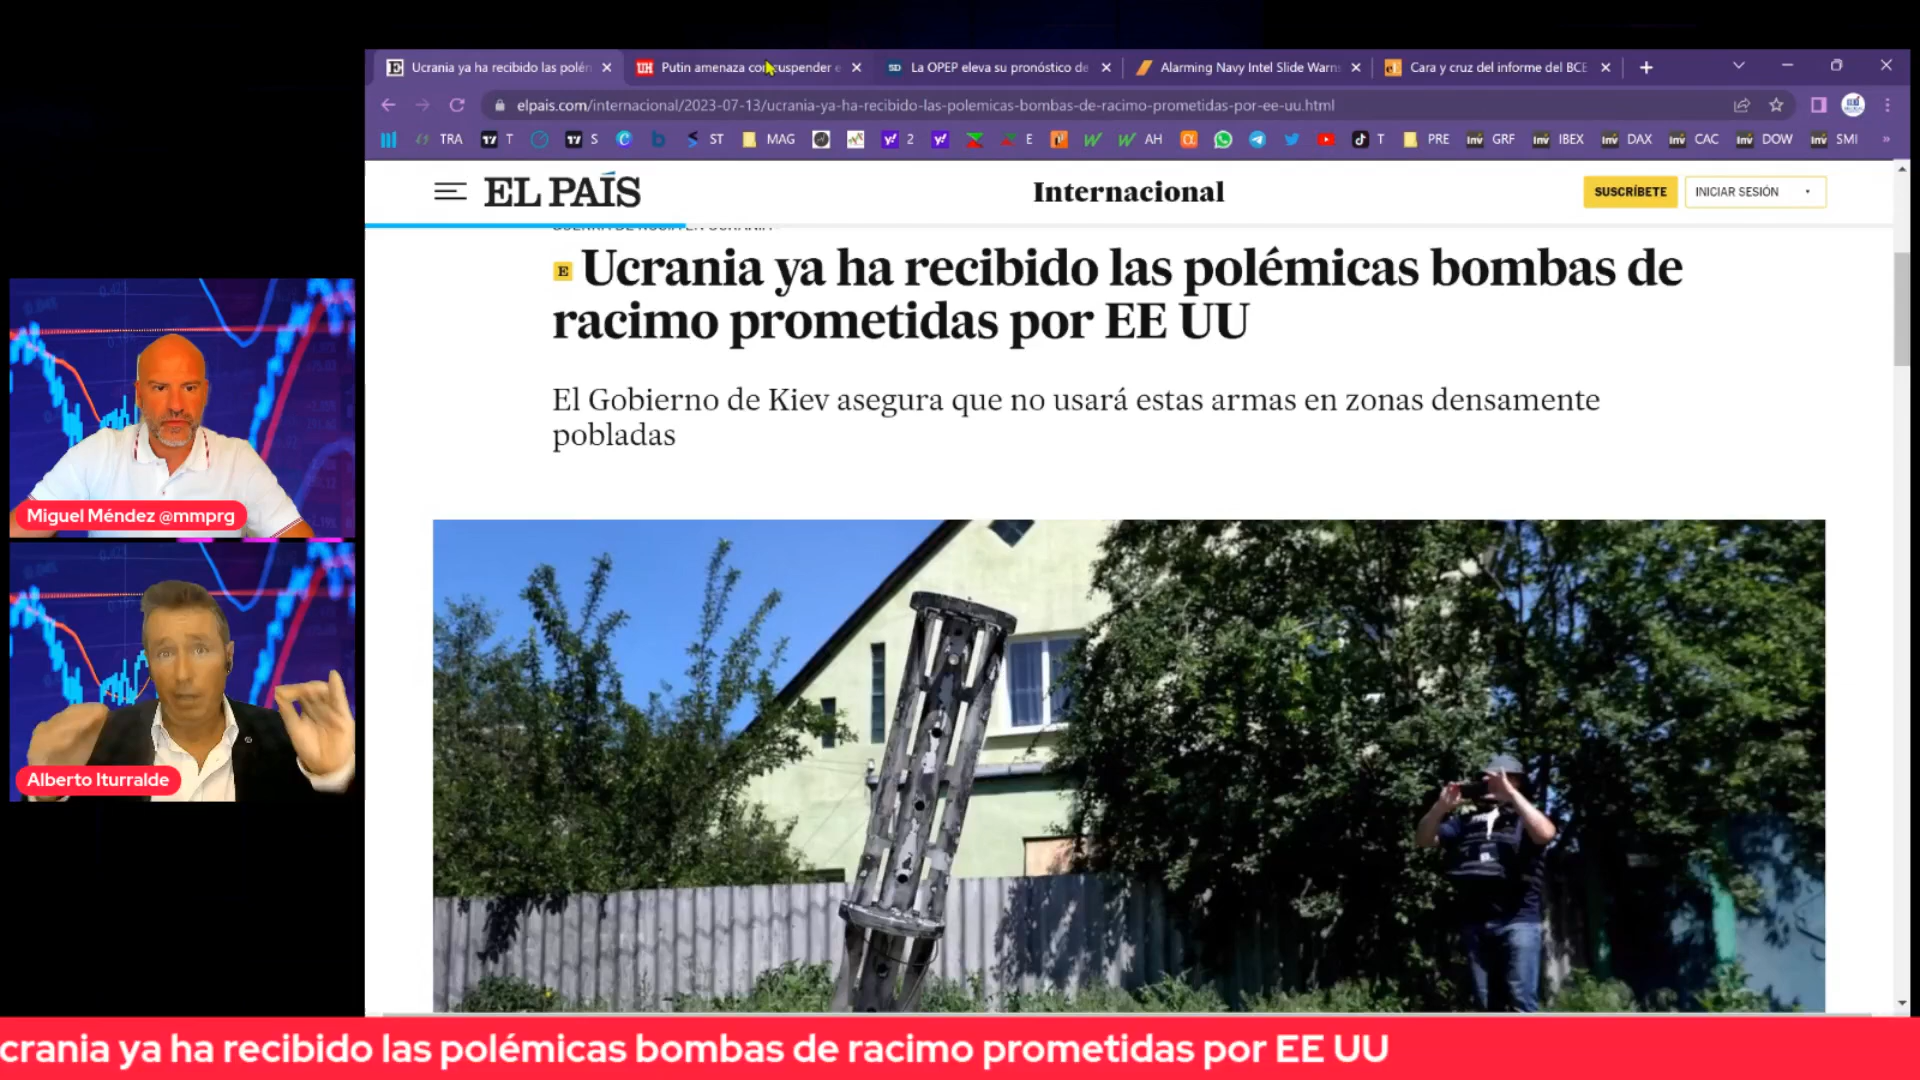 Ucrania ya ha recibido las polén
Putin amenaza con suspender e
La OPEP eleva su pronóstico de
Alarming Navy Intel Slide Warns
Cara y cruz del informe del BCE
elpais.com/internacional/2023-07-13/ucrania-ya-ha-recibido-las-polemicas-bombas-de-racimo-prometidas-por-ee-uu.html
TRA T S ST MAG 2 E AH T PRE GRF IBEX DAX CAC DOW SMI
EL PAÍS
Internacional
SUSCRÍBETE
INICIAR SESIÓN
Ucrania ya ha recibido las polémicas bombas de
racimo prometidas por EE UU
El Gobierno de Kiev asegura que no usará estas armas en zonas densamente
pobladas
Miguel Méndez @mmprg
Alberto Iturralde
crania ya ha recibido las polémicas bombas de racimo prometidas por EE UU